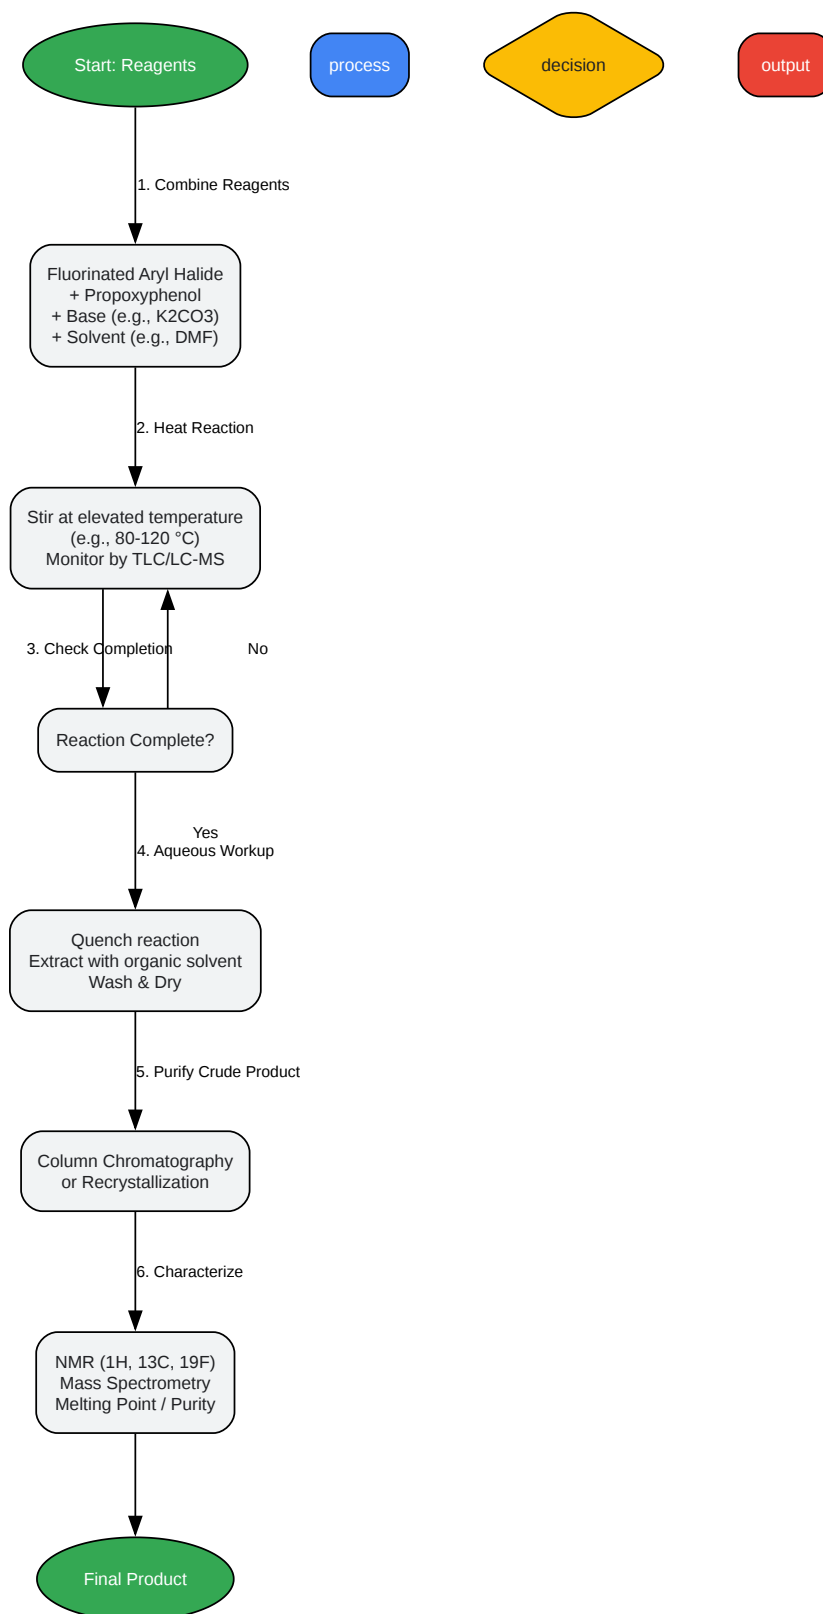 Start: Reagents
process
decision
output
1. Combine Reagents
Fluorinated Aryl Halide
+ Propoxyphenol
+ Base (e.g., K2CO3)
+ Solvent (e.g., DMF)
2. Heat Reaction
Stir at elevated temperature
(e.g., 80-120 °C)
Monitor by TLC/LC-MS
3. Check Completion
No
Reaction Complete?
Yes
4. Aqueous Workup
Quench reaction
Extract with organic solvent
Wash & Dry
5. Purify Crude Product
Column Chromatography
or Recrystallization
6. Characterize
NMR (1H, 13C, 19F)
Mass Spectrometry
Melting Point / Purity
Final Product